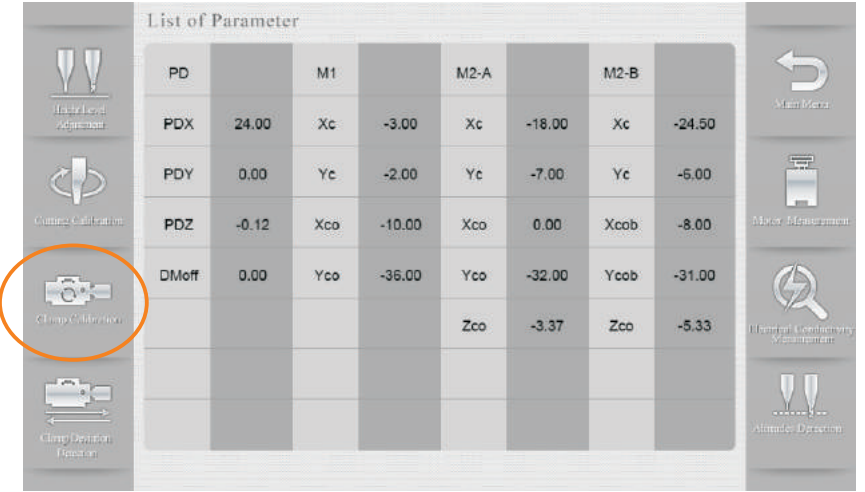 List of Parameter
Height Level
Adjustment
Cutting Calibration
Clamp Calibration
Clamp Deviation
Detection
PD M1 M2-A M2-B
PDX 24.00 Xc -3.00 Xc -18.00 Xc -24.50
PDY 0.00 Yc -2.00 Yc -7.00 Yc -6.00
PDZ -0.12 Xco -10.00 Xco 0.00 Xcob -8.00
DMoff 0.00 Yco -36.00 Yco -32.00 Ycob -31.00
Zco -3.37 Zco -5.33
Main Menu
Motor Measurement
Electrical Conductivity
Measurement
Altitudes Detection